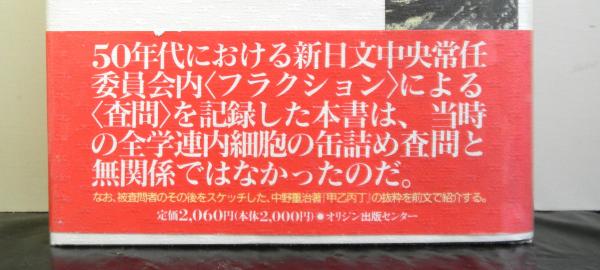 50年代における新日文中央常任
委員会内〈フラクション〉による
〈査問〉を記録した本書は、当時
の全学連内細胞の缶詰め査問と
無関係ではなかったのだ。
なお、被査問者のその後をスケッチした、中野重治著『甲乙丙丁』の抜粋を前文で紹介する。
定価2,060円(本体2,000円)●オリジン出版センター